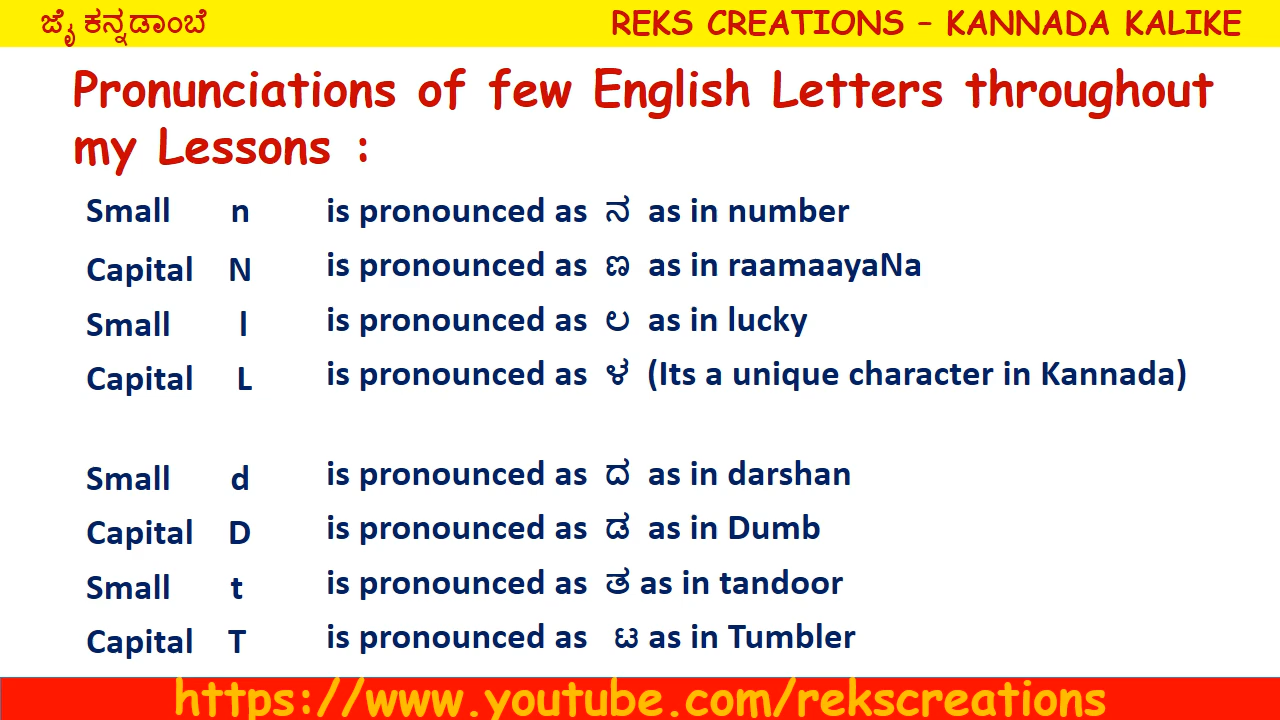 ಜೈ ಕನ್ನಡಾಂಬೆ REKS CREATIONS – KANNADA KALIKE
Pronunciations of few English Letters throughout
my Lessons :
Small n is pronounced as ನ as in number
Capital N is pronounced as ಣ as in raamaayaNa
Small l is pronounced as ಲ as in lucky
Capital L is pronounced as ಳ (Its a unique character in Kannada)
Small d is pronounced as ದ as in darshan
Capital D is pronounced as ಡ as in Dumb
Small t is pronounced as ತ as in tandoor
Capital T is pronounced as ಟ as in Tumbler
https://www.youtube.com/rekscreations